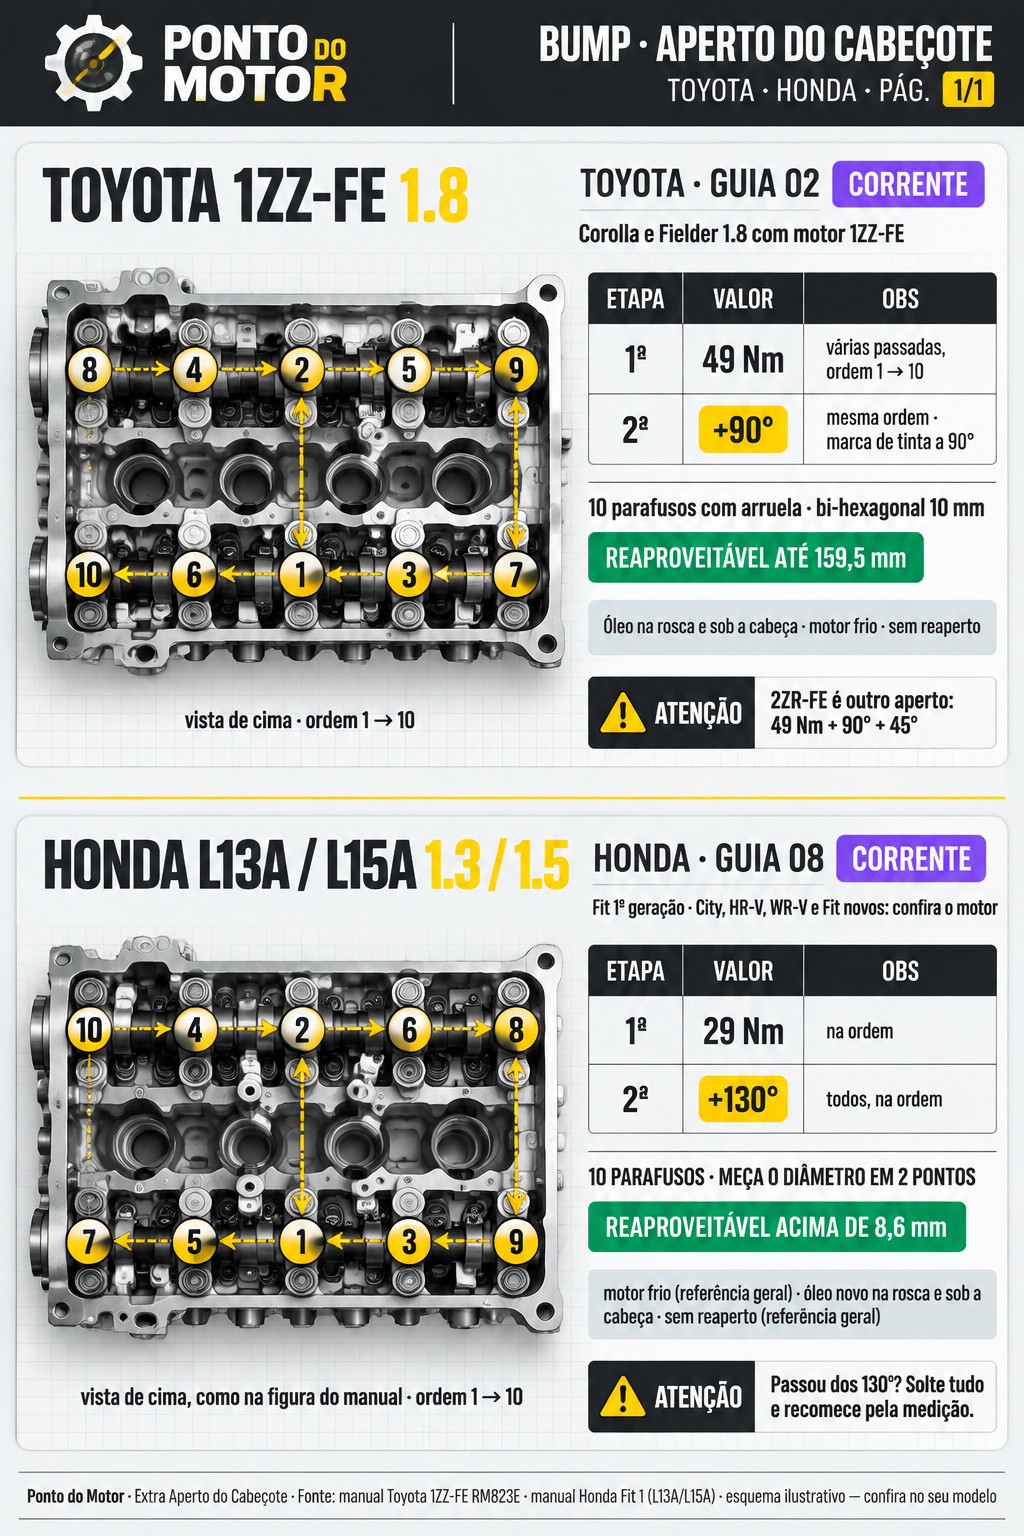 PONTO DO
MOTOR
BUMP · APERTO DO CABEÇOTE
TOYOTA · HONDA · PÁG. 1/1
TOYOTA 1ZZ-FE 1.8
TOYOTA · GUIA 02 CORRENTE
Corolla e Fielder 1.8 com motor 1ZZ-FE
8 4 2 5 9
10 6 1 3 7
vista de cima · ordem 1 → 10
ETAPA VALOR OBS
1ª 49 Nm várias passadas,
ordem 1 → 10
2ª +90° mesma ordem ·
marca de tinta a 90°
10 parafusos com arruela · bi-hexagonal 10 mm
REAPROVEITÁVEL ATÉ 159,5 mm
Óleo na rosca e sob a cabeça · motor frio · sem reaperto
ATENÇÃO
2ZR-FE é outro aperto:
49 Nm + 90° + 45°
HONDA L13A / L15A 1.3 / 1.5
HONDA · GUIA 08 CORRENTE
Fit 1ª geração · City, HR-V, WR-V e Fit novos: confira o motor
10 4 2 6 8
7 5 1 3 9
vista de cima, como na figura do manual · ordem 1 → 10
ETAPA VALOR OBS
1ª 29 Nm na ordem
2ª +130° todos, na ordem
10 PARAFUSOS · MEÇA O DIÂMETRO EM 2 PONTOS
REAPROVEITÁVEL ACIMA DE 8,6 mm
motor frio (referência geral) · óleo novo na rosca e sob a
cabeça · sem reaperto (referência geral)
ATENÇÃO
Passou dos 130°? Solte tudo
e recomece pela medição.
Ponto do Motor · Extra Aperto do Cabeçote · Fonte: manual Toyota 1ZZ-FE RM823E · manual Honda Fit 1 (L13A/L15A) · esquema ilustrativo — confira no seu modelo